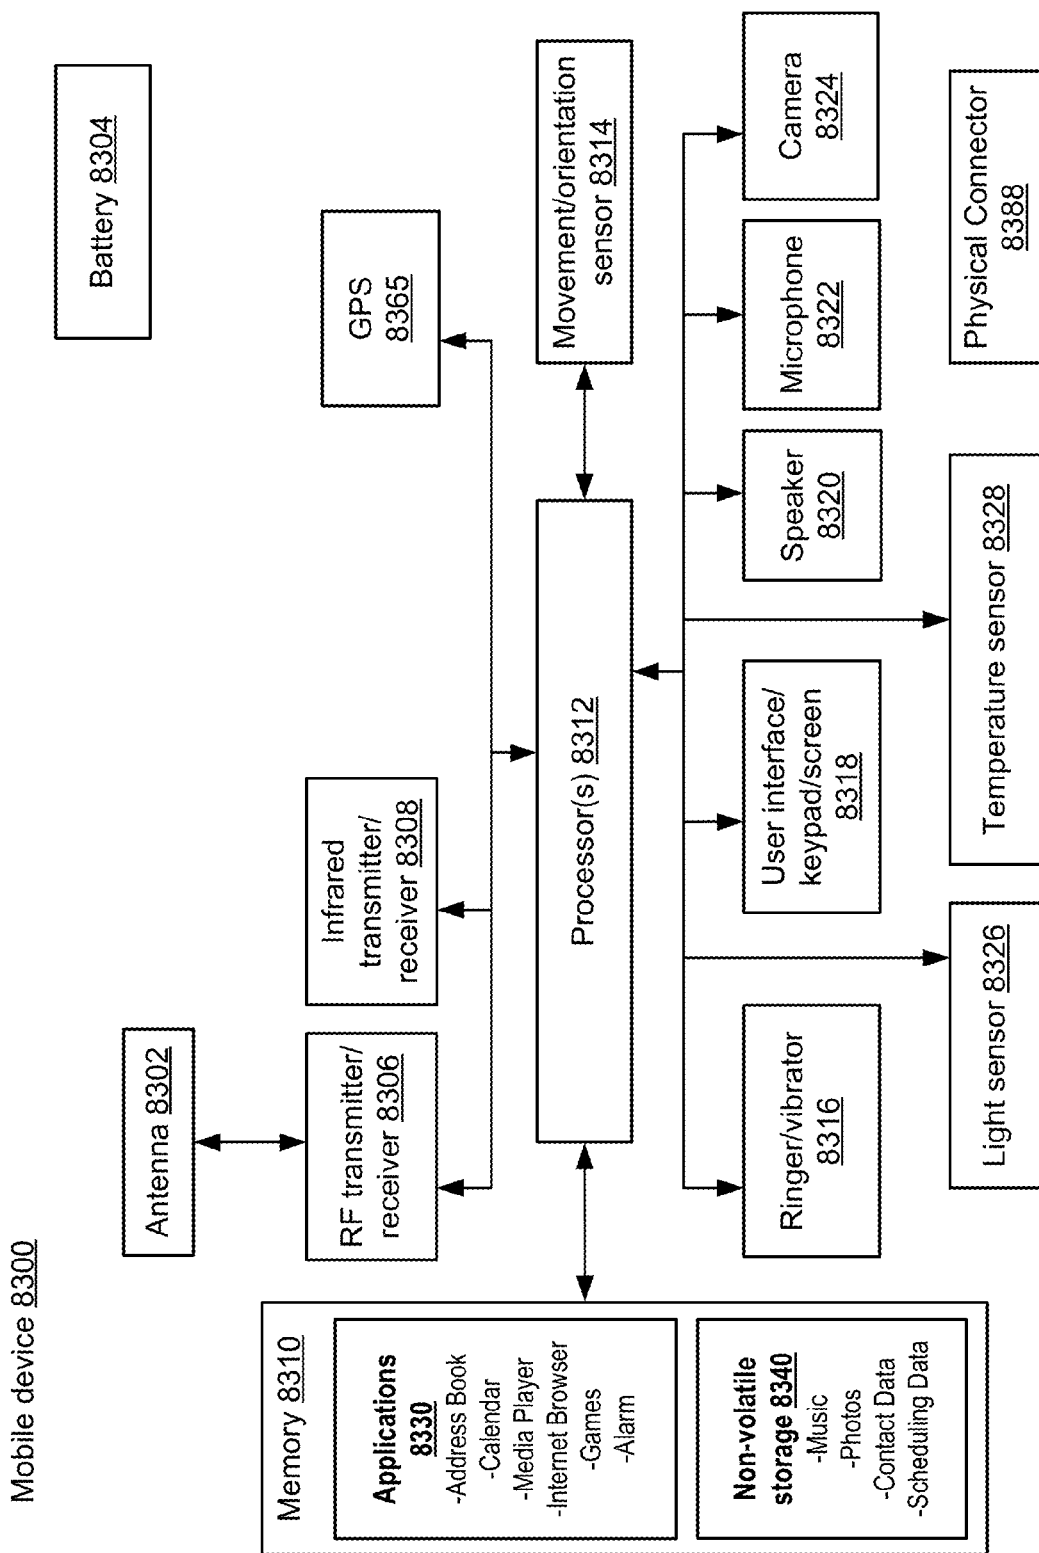 Mobile device 8300
Antenna 8302
Battery 8304
RF transmitter/
receiver 8306
Infrared
transmitter/
receiver 8308
GPS
8365
Memory 8310
Applications
8330
-Address Book
-Calendar
-Media Player
-Internet Browser
-Games
-Alarm
Non-volatile
storage 8340
-Music
-Photos
-Contact Data
-Scheduling Data
Processor(s) 8312
Movement/orientation
sensor 8314
Ringer/vibrator
8316
User interface/
keypad/screen
8318
Speaker
8320
Microphone
8322
Camera
8324
Light sensor 8326
Temperature sensor 8328
Physical Connector
8388